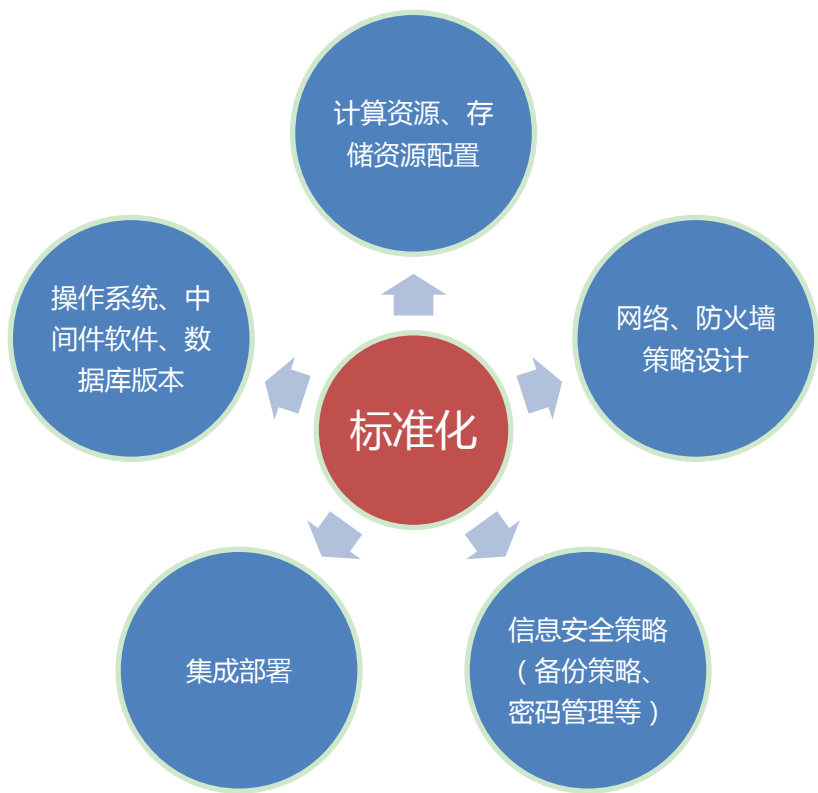 计算资源、存
储资源配置
操作系统、中
间件软件、数
据库版本
网络、防火墙
策略设计
标准化
集成部署
信息安全策略
（备份策略、
密码管理等）